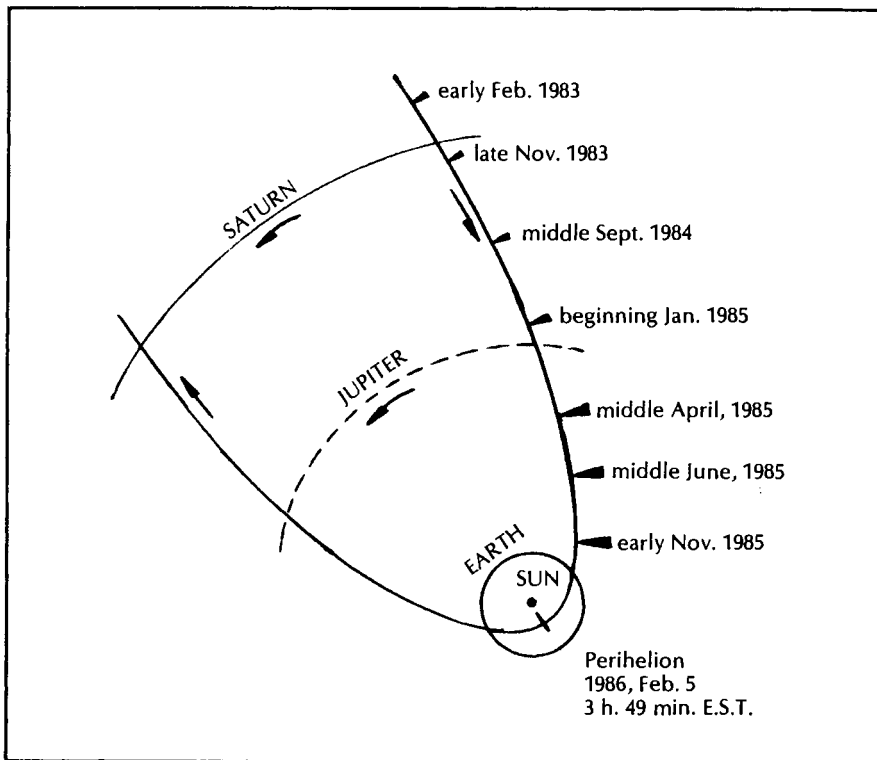 early Feb. 1983
late Nov. 1983
SATURN
middle Sept. 1984
beginning Jan. 1985
JUPITER
middle April, 1985
middle June, 1985
early Nov. 1985
EARTH
SUN
Perihelion
1986, Feb. 5
3 h. 49 min. E.S.T.